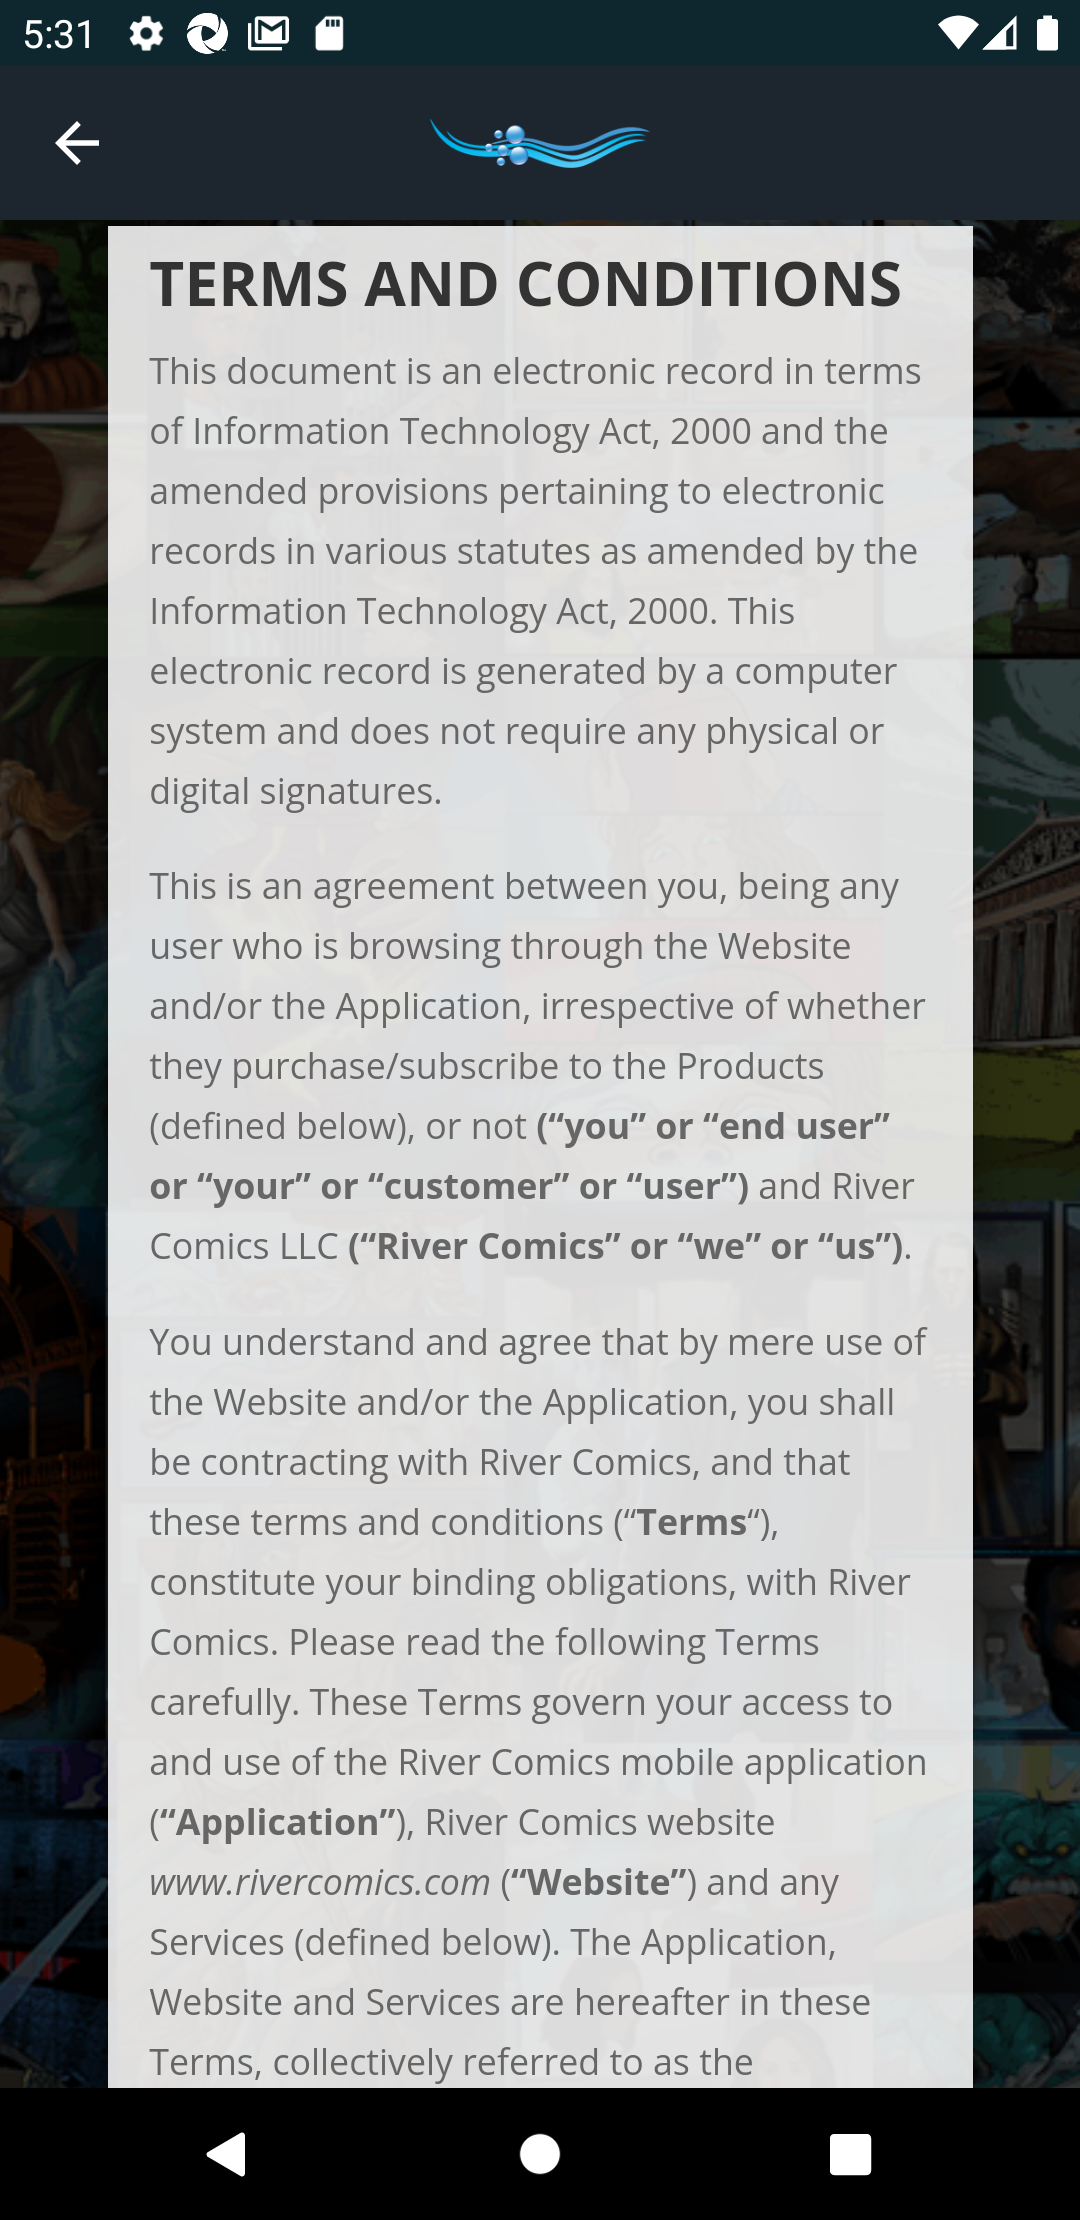 5:31
TERMS AND CONDITIONS
This document is an electronic record in terms
of Information Technology Act, 2000 and the
amended provisions pertaining to electronic
records in various statutes as amended by the
Information Technology Act, 2000. This
electronic record is generated by a computer
system and does not require any physical or
digital signatures.
This is an agreement between you, being any
user who is browsing through the Website
and/or the Application, irrespective of whether
they purchase/subscribe to the Products
(defined below), or not (“you” or “end user”
or “your” or “customer” or “user”) and River
Comics LLC (“River Comics” or “we” or “us”).
You understand and agree that by mere use of
the Website and/or the Application, you shall
be contracting with River Comics, and that
these terms and conditions (“Terms“),
constitute your binding obligations, with River
Comics. Please read the following Terms
carefully. These Terms govern your access to
and use of the River Comics mobile application
(“Application”), River Comics website
www.rivercomics.com (“Website”) and any
Services (defined below). The Application,
Website and Services are hereafter in these
Terms, collectively referred to as the